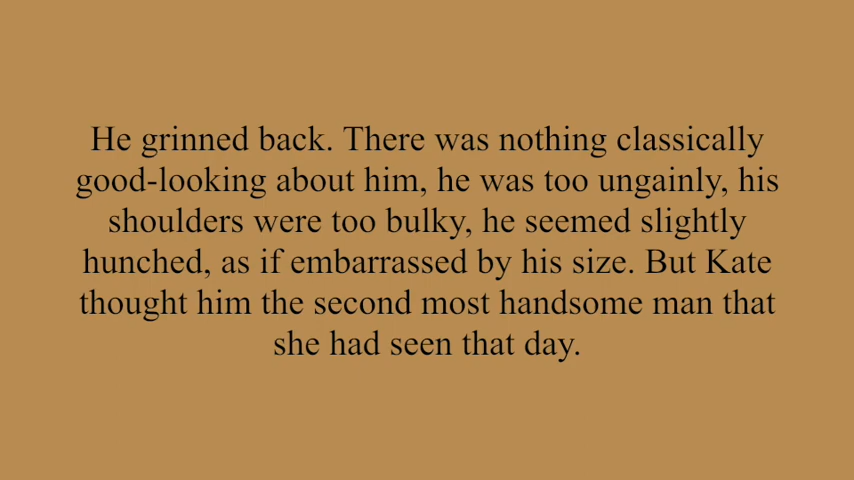 He grinned back. There was nothing classically
good-looking about him, he was too ungainly, his
shoulders were too bulky, he seemed slightly
hunched, as if embarrassed by his size. But Kate
thought him the second most handsome man that
she had seen that day.